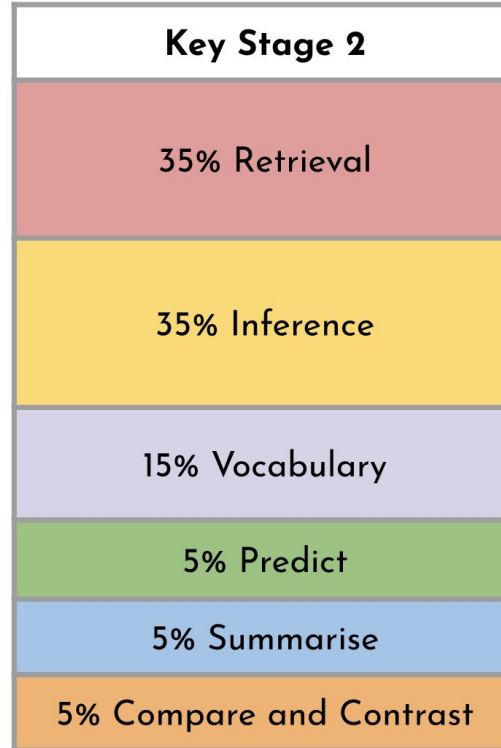 Key Stage 2
35% Retrieval
35% Inference
15% Vocabulary
5% Predict
5% Summarise
5% Compare and Contrast